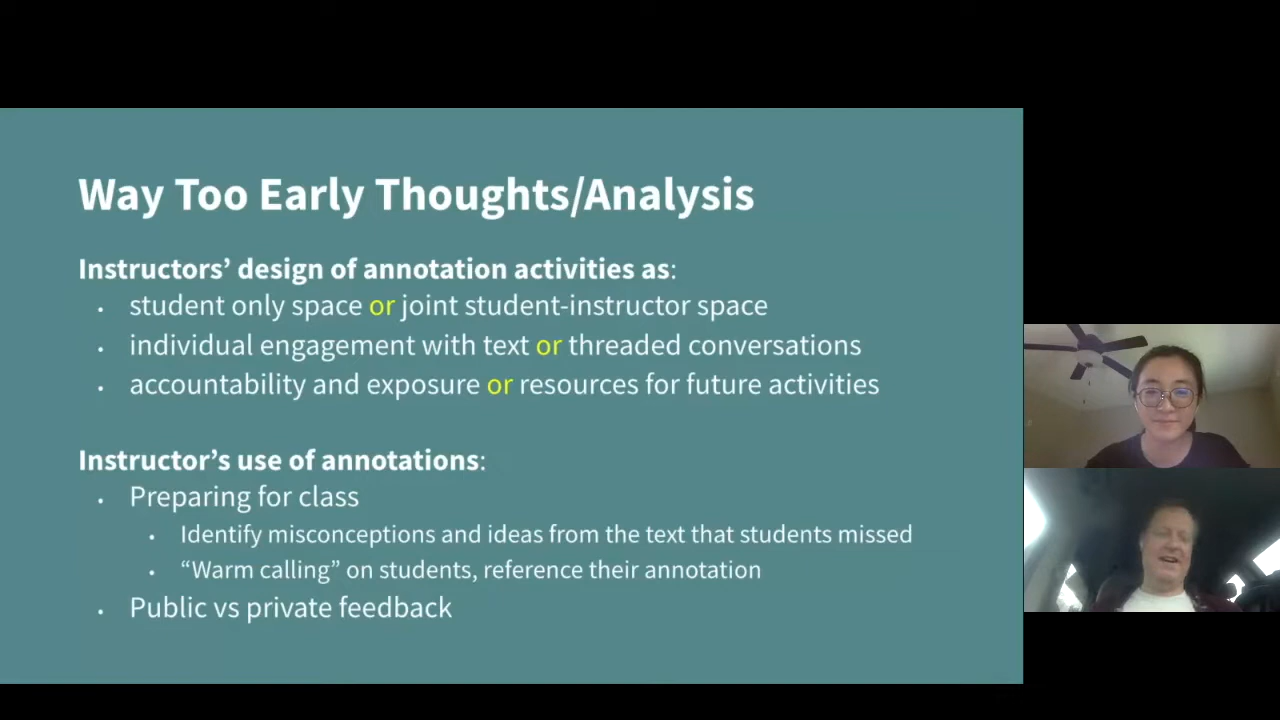 Way Too Early Thoughts/Analysis
Instructors’ design of annotation activities as:
• student only space or joint student-instructor space
• individual engagement with text or threaded conversations
• accountability and exposure or resources for future activities
Instructor’s use of annotations:
• Preparing for class
• Identify misconceptions and ideas from the text that students missed
• “Warm calling” on students, reference their annotation
• Public vs private feedback